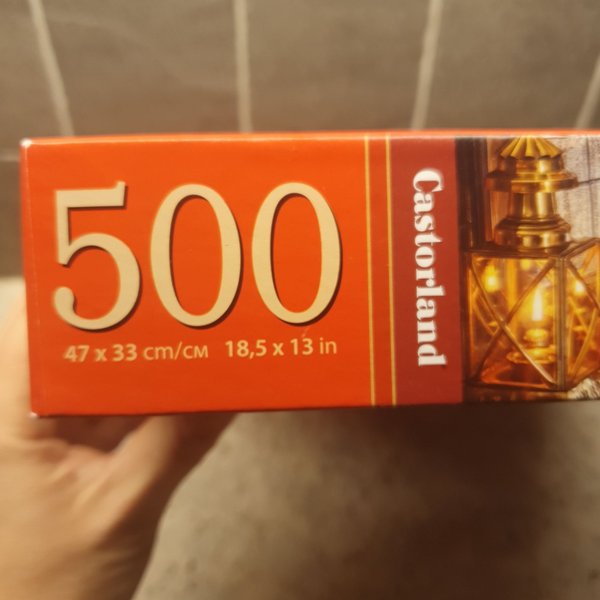 500
47 x 33 cm/см 18,5 x 13 in
Castorland